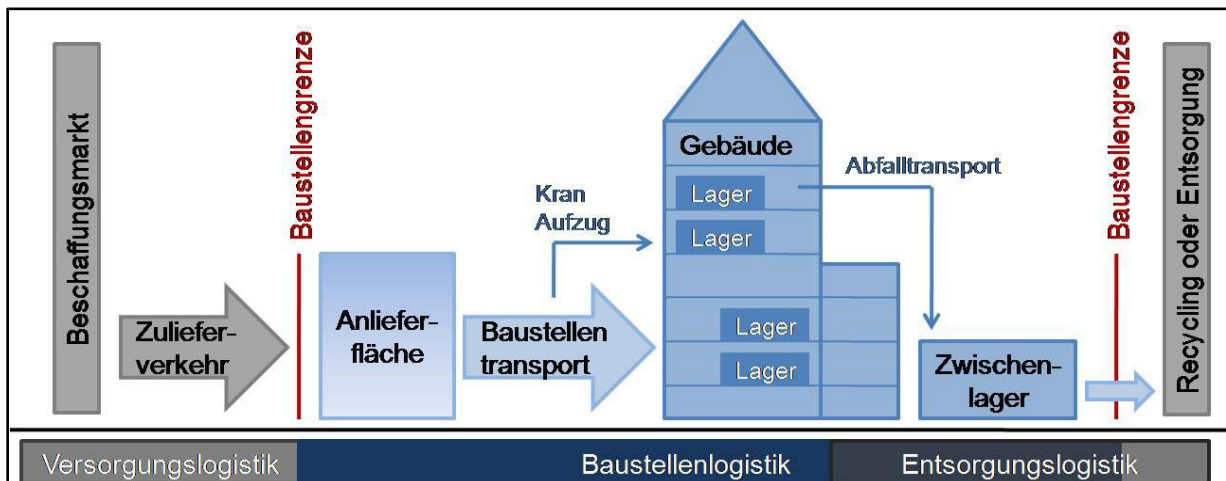 Beschaffungsmarkt
Zuliefer-
verkehr
Baustellengrenze
Anliefer-
fläche
Baustellen
transport
Kran
Aufzug
Gebäude
Lager
Lager
Lager
Lager
Abfalltransport
Zwischen-
lager
Baustellengrenze
Recycling oder Entsorgung
Versorgungslogistik
Baustellenlogistik
Entsorgungslogistik